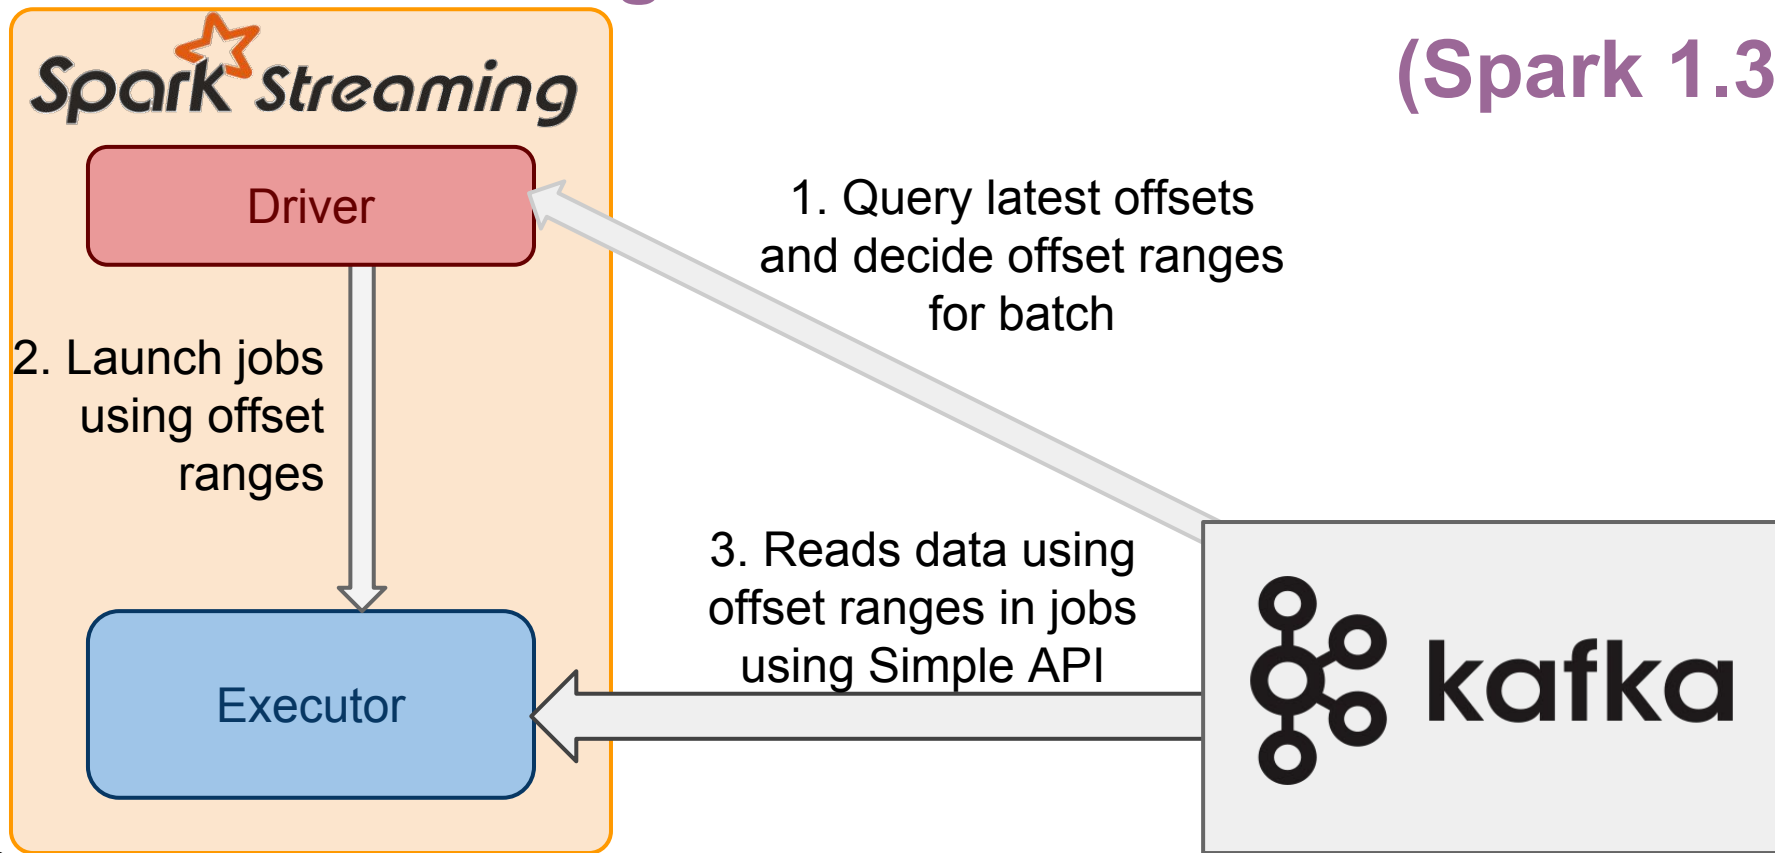 (Spark 1.3
Spark Streaming
Driver
1. Query latest offsets
and decide offset ranges
for batch
2. Launch jobs
using offset
ranges
3. Reads data using
offset ranges in jobs
using Simple API
Executor
kafka